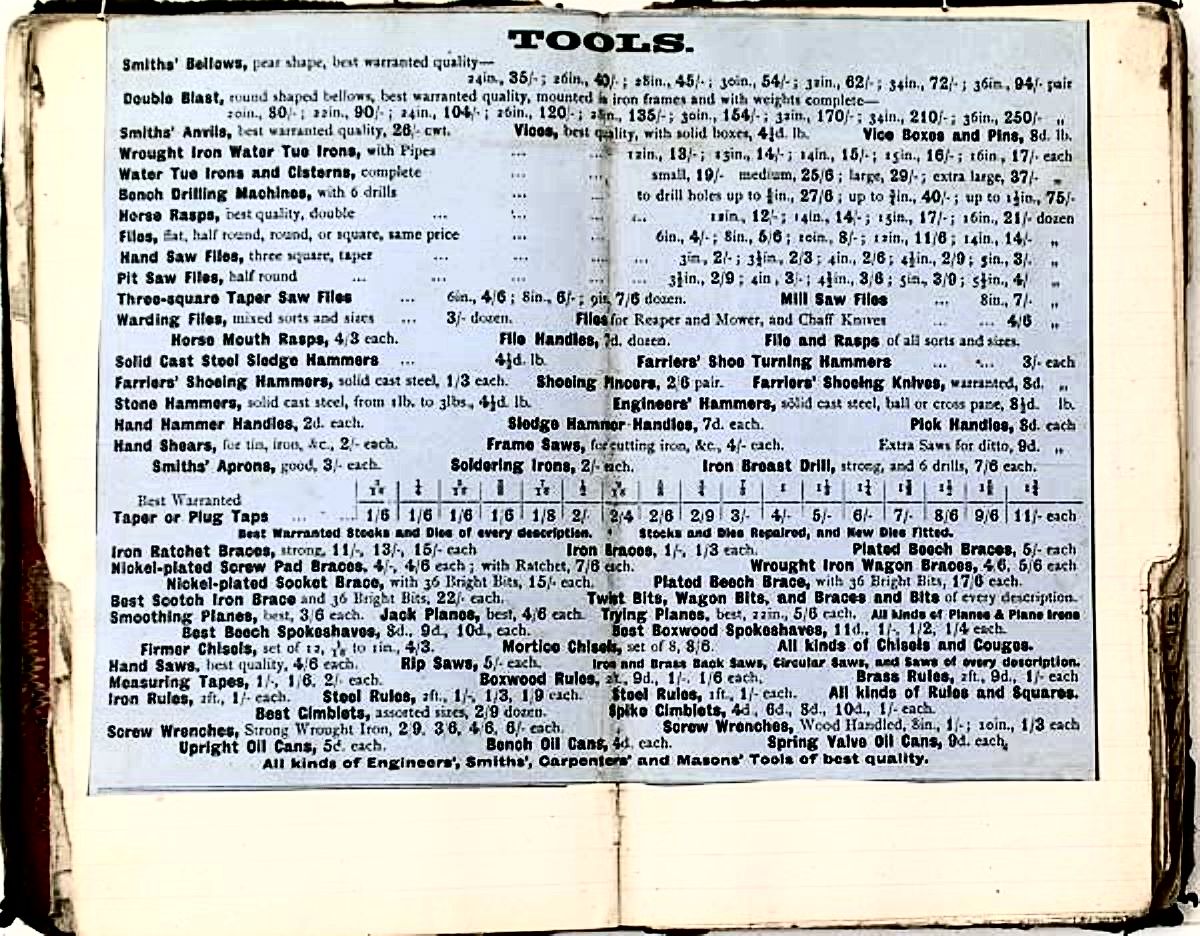 TOOLS.
Smiths' Bellows, pear shape, best warranted quality—
24in., 35/-; 26in., 40/-; 28in., 45/-; 30in., 54/-; 32in., 62/-; 34in., 72/-; 36in., 94/- pair
Double Blast, round shaped bellows, best warranted quality, mounted in iron frames and with weights complete—
20in., 80/-; 22in., 90/-; 24in., 104/-; 26in., 120/-; 28in., 135/-; 30in., 154/-; 32in., 170/-; 34in., 210/-; 36in., 250/- „
Smiths' Anvils, best warranted quality, 26/- cwt. Vices, best quality, with solid boxes, 4½d. lb. Vice Boxes and Pins, 8d. lb.
Wrought Iron Water Tue Irons, with Pipes ... ... 12in., 13/-; 13in., 14/-; 14in., 15/-; 15in., 16/-; 16in., 17/- each
Water Tue Irons and Cisterns, complete ... ... small, 19/- medium, 25/6; large, 29/-; extra large, 37/- „
Bench Drilling Machines, with 6 drills ... ... to drill holes up to in., 27/6; up to in., 40/-; up to in., 75/-
Horse Rasps, best quality, double ... ... ... 12in., 12/-; 14in., 14/-; 15in., 17/-; 16in., 21/- dozen
Files, flat, half round, round, or square, same price ... ... 6in., 4/-; 8in., 5/6; 10in., 8/-; 12in., 11/6; 14in., 14/- „
Hand Saw Files, three square, taper ... ... ... ... 3in., 2/-; 3½in., 2/3; 4in., 2/6; 4½in., 2/9; 5in., 3/- „
Pit Saw Files, half round ... ... ... ... 3½in., 2/9; 4in, 3/-; 4½in., 3/6; 5in., 3/9; 5½in., 4/ „
Three-square Taper Saw Files ... 6in., 4/6; 8in., 6/-; 9in. 7/6 dozen. Mill Saw Files ... 8in., 7/- „
Warding Files, mixed sorts and sizes ... 3/- dozen. Files for Reaper and Mower, and Chaff Knives ... ... 4/6 „
Horse Mouth Rasps, 4/3 each. File Handles, 7d. dozen. File and Rasps of all sorts and sizes.
Solid Cast Steel Sledge Hammers ... 4½d. lb. Farriers' Shoe Turning Hammers ... ... 3/- each
Farriers' Shoeing Hammers, solid cast steel, 1/3 each. Shoeing Pincers, 2/6 pair. Farriers' Shoeing Knives, warranted, 8d. „
Stone Hammers, solid cast steel, from 1lb. to 3lbs., 4½d. lb. Engineers' Hammers, solid cast steel, ball or cross pane, 8½d. lb.
Hand Hammer Handles, 2d. each. Sledge Hammer Handles, 7d. each. Pick Handles, 8d. each
Hand Shears, for tin, iron, &c., 2/- each. Frame Saws, for cutting iron, &c., 4/- each. Extra Saws for ditto, 9d. „
Smiths' Aprons, good, 3/- each. Soldering Irons, 2/- each. Iron Breast Drill, strong, and 6 drills, 7/6 each.
Best Warranted 3/16 ¼ 5/16 ⅜ 7/16 ½ 9/16 ⅝ ¾ ⅞ 1 1⅛ 1¼ 1⅜ 1½ 1⅝ 1¾
Taper or Plug Taps ... ... 1/6 1/6 1/6 1/6 1/8 2/- 2/4 2/6 2/9 3/- 4/- 5/- 6/- 7/- 8/6 9/6 11/- each
Best Warranted Stocks and Dies of every description. Stocks and Dies Repaired, and New Dies Fitted.
Iron Ratchet Braces, strong, 11/-, 13/-, 15/- each Iron Braces, 1/-, 1/3 each. Plated Beech Braces, 5/- each
Nickel-plated Screw Pad Braces, 4/-, 4/6 each; with Ratchet, 7/6 each. Wrought Iron Wagon Braces, 4/6, 5/6 each
Nickel-plated Socket Brace, with 36 Bright Bits, 15/- each. Plated Beech Brace, with 36 Bright Bits, 17/6 each.
Best Scotch Iron Brace and 36 Bright Bits, 22/- each. Twist Bits, Wagon Bits, and Braces and Bits of every description.
Smoothing Planes, best, 3/6 each. Jack Planes, best, 4/6 each. Trying Planes, best, 22in., 5/6 each. All kinds of Planes & Plane Irons
Best Beech Spokeshaves, 8d., 9d., 10d., each. Best Boxwood Spokeshaves, 11d., 1/-, 1/2, 1/4 each.
Firmer Chisels, set of 12, 1/16 to 1in., 4/3. Mortice Chisels, set of 8, 8/6. All kinds of Chisels and Gouges.
Hand Saws, best quality, 4/6 each. Rip Saws, 5/- each. Iron and Brass Back Saws, Circular Saws, and Saws of every description.
Measuring Tapes, 1/-, 1/6, 2/- each. Boxwood Rules, 2ft., 9d., 1/-, 1/6 each. Brass Rules, 2ft., 9d., 1/- each
Iron Rules, 2ft., 1/- each. Steel Rules, 2ft., 1/-, 1/3, 1/9 each. Steel Rules, 1ft., 1/- each. All kinds of Rules and Squares.
Best Gimblets, assorted sizes, 2/9 dozen. Spike Gimblets, 4d., 6d., 8d., 10d., 1/- each.
Screw Wrenches, Strong Wrought Iron, 2/9, 3/6, 4/6, 6/- each. Screw Wrenches, Wood Handled, 8in., 1/-; 10in., 1/3 each
Upright Oil Cans, 5d. each. Bench Oil Cans, 4d. each. Spring Valve Oil Cans, 9d. each.
All kinds of Engineers', Smiths', Carpenters' and Masons' Tools of best quality.